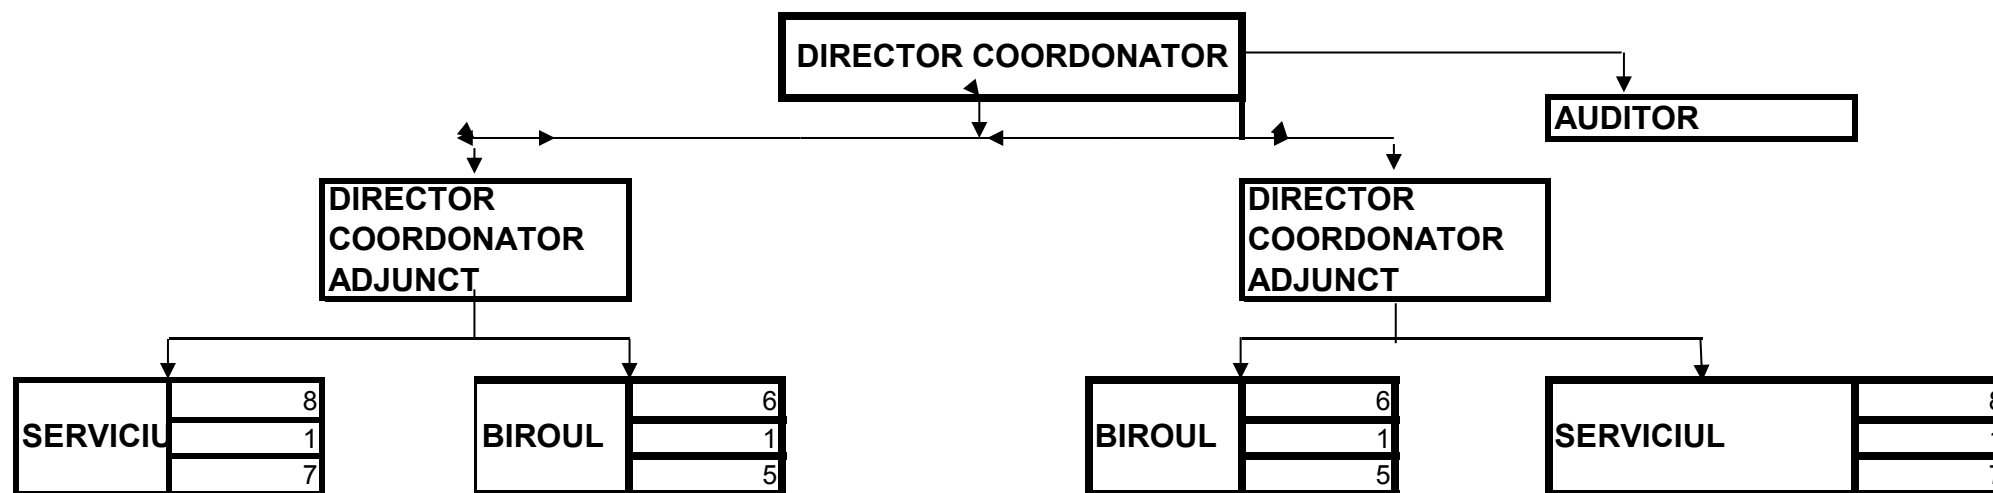 DIRECTOR COORDONATOR
AUDITOR
DIRECTOR
COORDONATOR
ADJUNCT
DIRECTOR
COORDONATOR
ADJUNCT
SERVICIU
8
1
7
BIROUL
6
1
5
BIROUL
6
1
5
SERVICIUL